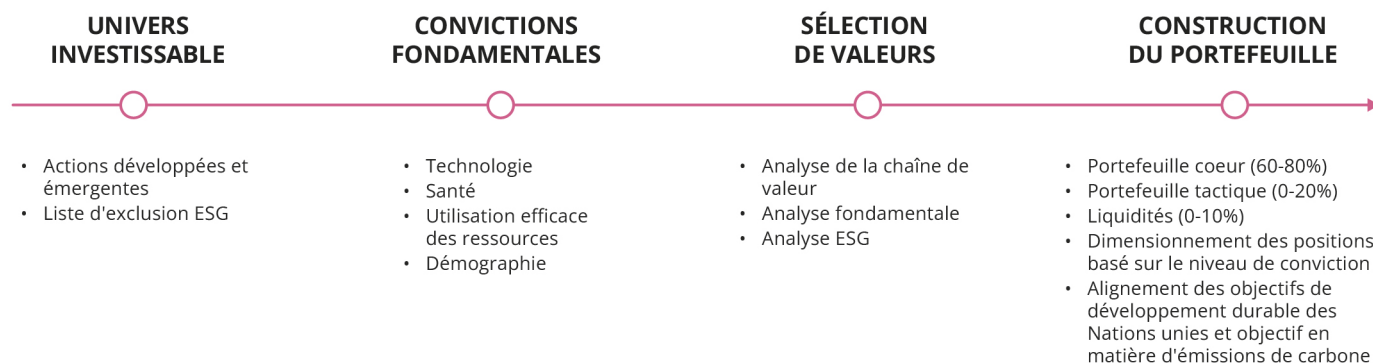 UNIVERS
INVESTISSABLE
• Actions développées et
émergentes
• Liste d'exclusion ESG
CONVICTIONS
FONDAMENTALES
• Technologie
• Santé
• Utilisation efficace
des ressources
• Démographie
SÉLECTION
DE VALEURS
• Analyse de la chaîne de
valeur
• Analyse fondamentale
• Analyse ESG
CONSTRUCTION
DU PORTEFEUILLE
• Portefeuille coeur (60-80%)
• Portefeuille tactique (0-20%)
• Liquidités (0-10%)
• Dimensionnement des positions
basé sur le niveau de conviction
• Alignement des objectifs de
développement durable des
Nations unies et objectif en
matière d'émissions de carbone